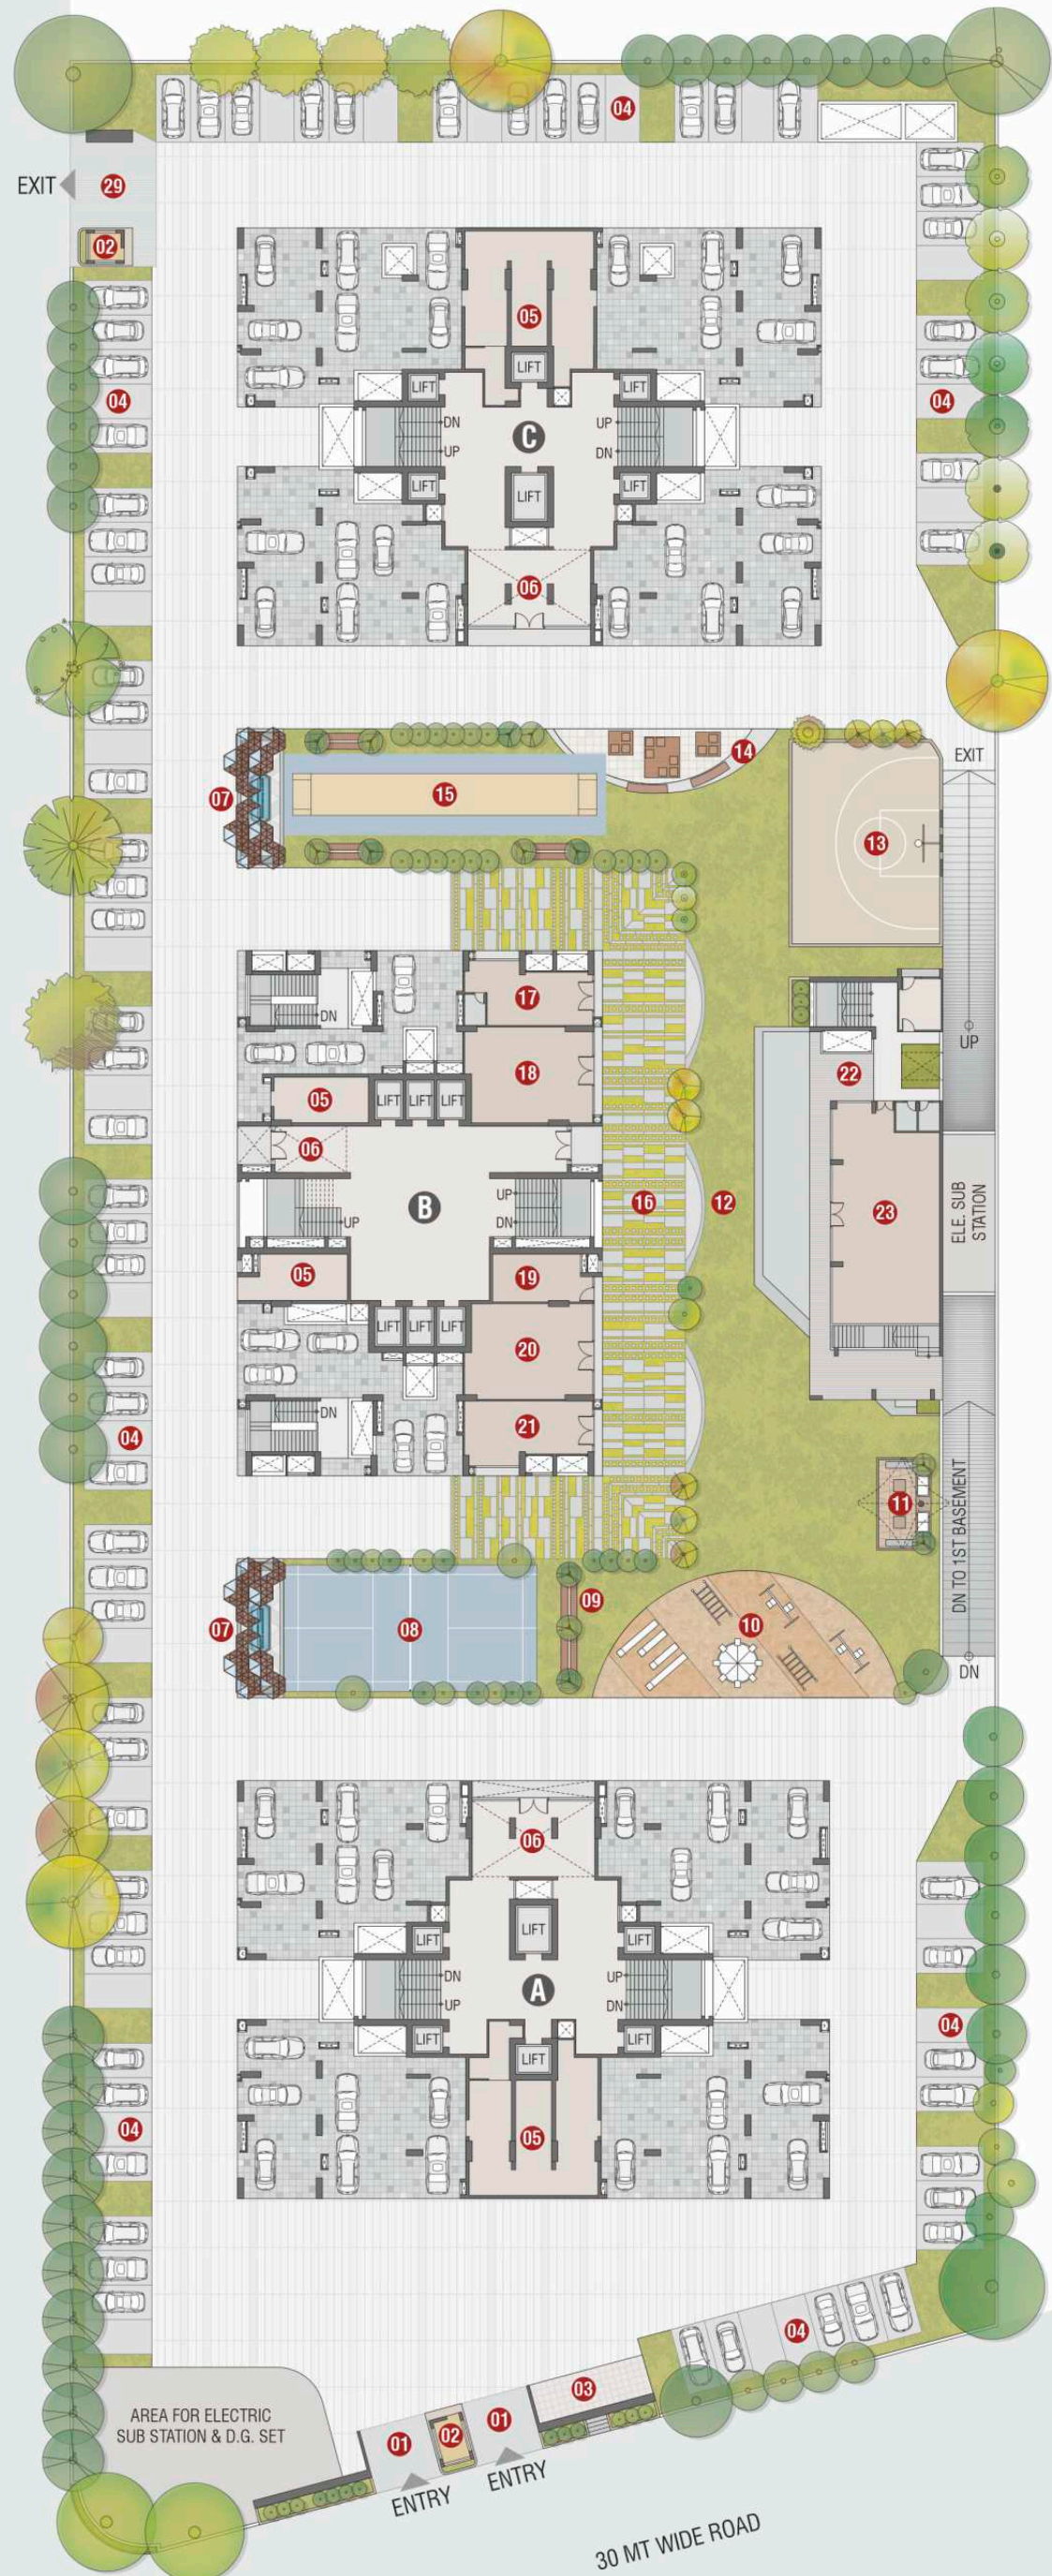 04
EXIT
29
02
05
LIFT
LIFT
LIFT
04
04
DN
UP
C
UP
DN
LIFT
LIFT
LIFT
06
14
EXIT
07
15
13
17
DN
UP
18
22
05
LIFT
LIFT
LIFT
06
UP
B
UP
DN
16
12
23
ELE. SUB
STATION
05
19
LIFT
LIFT
LIFT
20
DN
21
04
11
DN TO 1ST BASEMENT
09
07
08
10
DN
06
LIFT
LIFT
LIFT
DN
UP
A
UP
DN
04
LIFT
LIFT
LIFT
04
05
04
03
AREA FOR ELECTRIC
SUB STATION & D.G. SET
01
02
01
ENTRY
ENTRY
30 MT WIDE ROAD